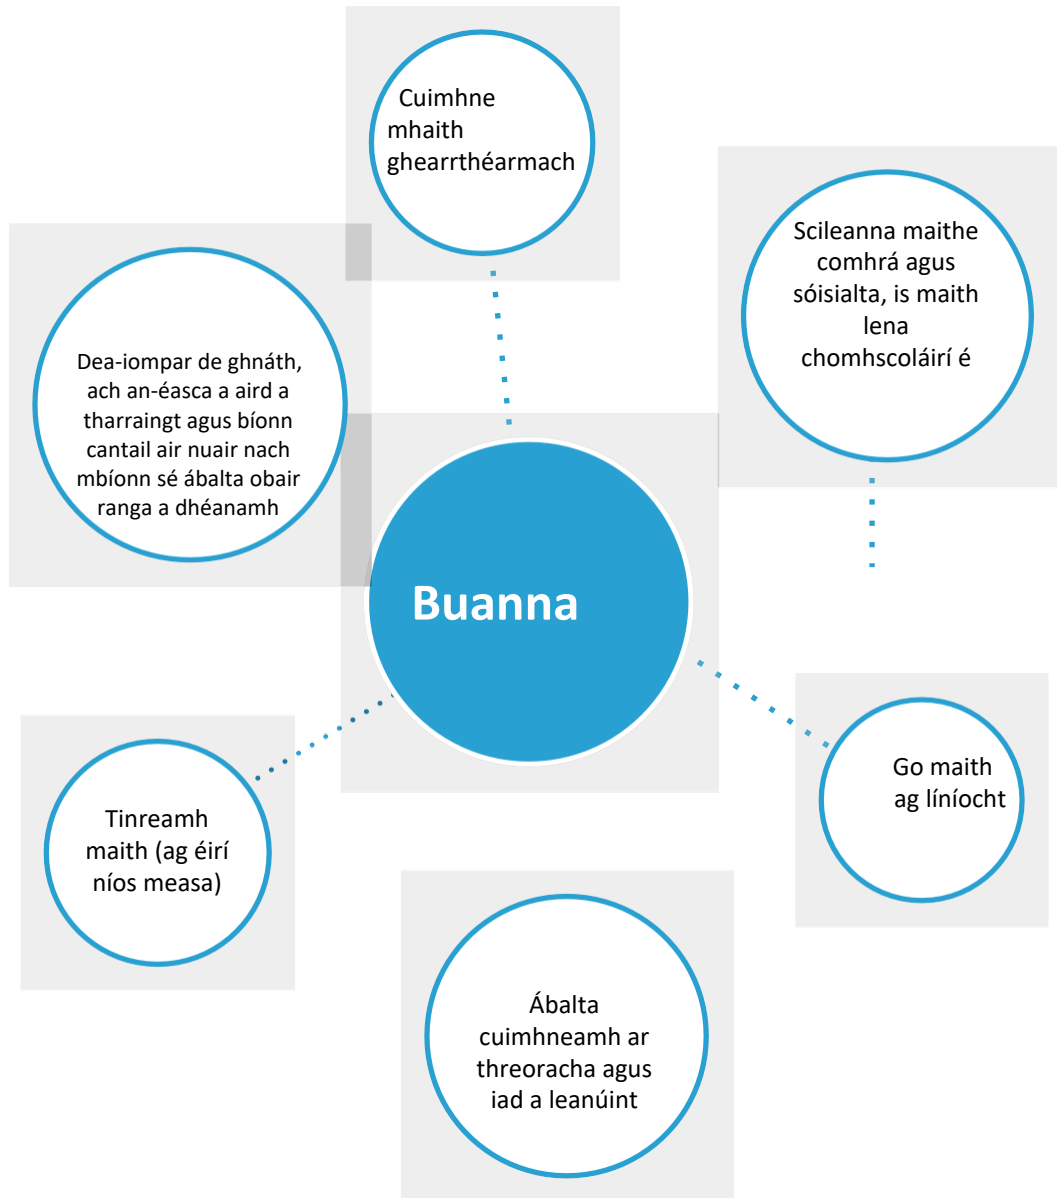 Cuimhne
mhaith
ghearrthéarmach
Scileanna maithe
comhrá agus
sóisialta, is maith
lena
chomhscoláirí é
Dea-iompar de ghnáth,
ach an-éasca a aird a
tharraingt agus bíonn
cantail air nuair nach
mbíonn sé ábalta obair
ranga a dhéanamh
Buanna
Go maith
ag líníocht
Tinreamh
maith (ag éirí
níos measa)
Ábalta
cuimhneamh ar
threoracha agus
iad a leanúint